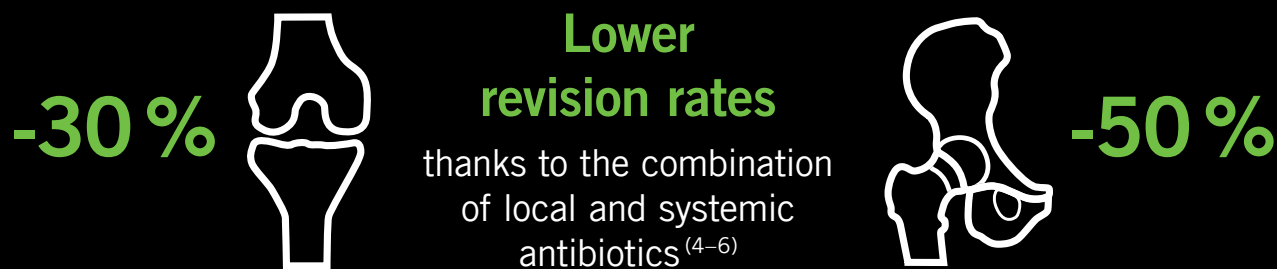 -30 %
Lower
revision rates
thanks to the combination
of local and systemic
antibiotics (4–6)
-50 %